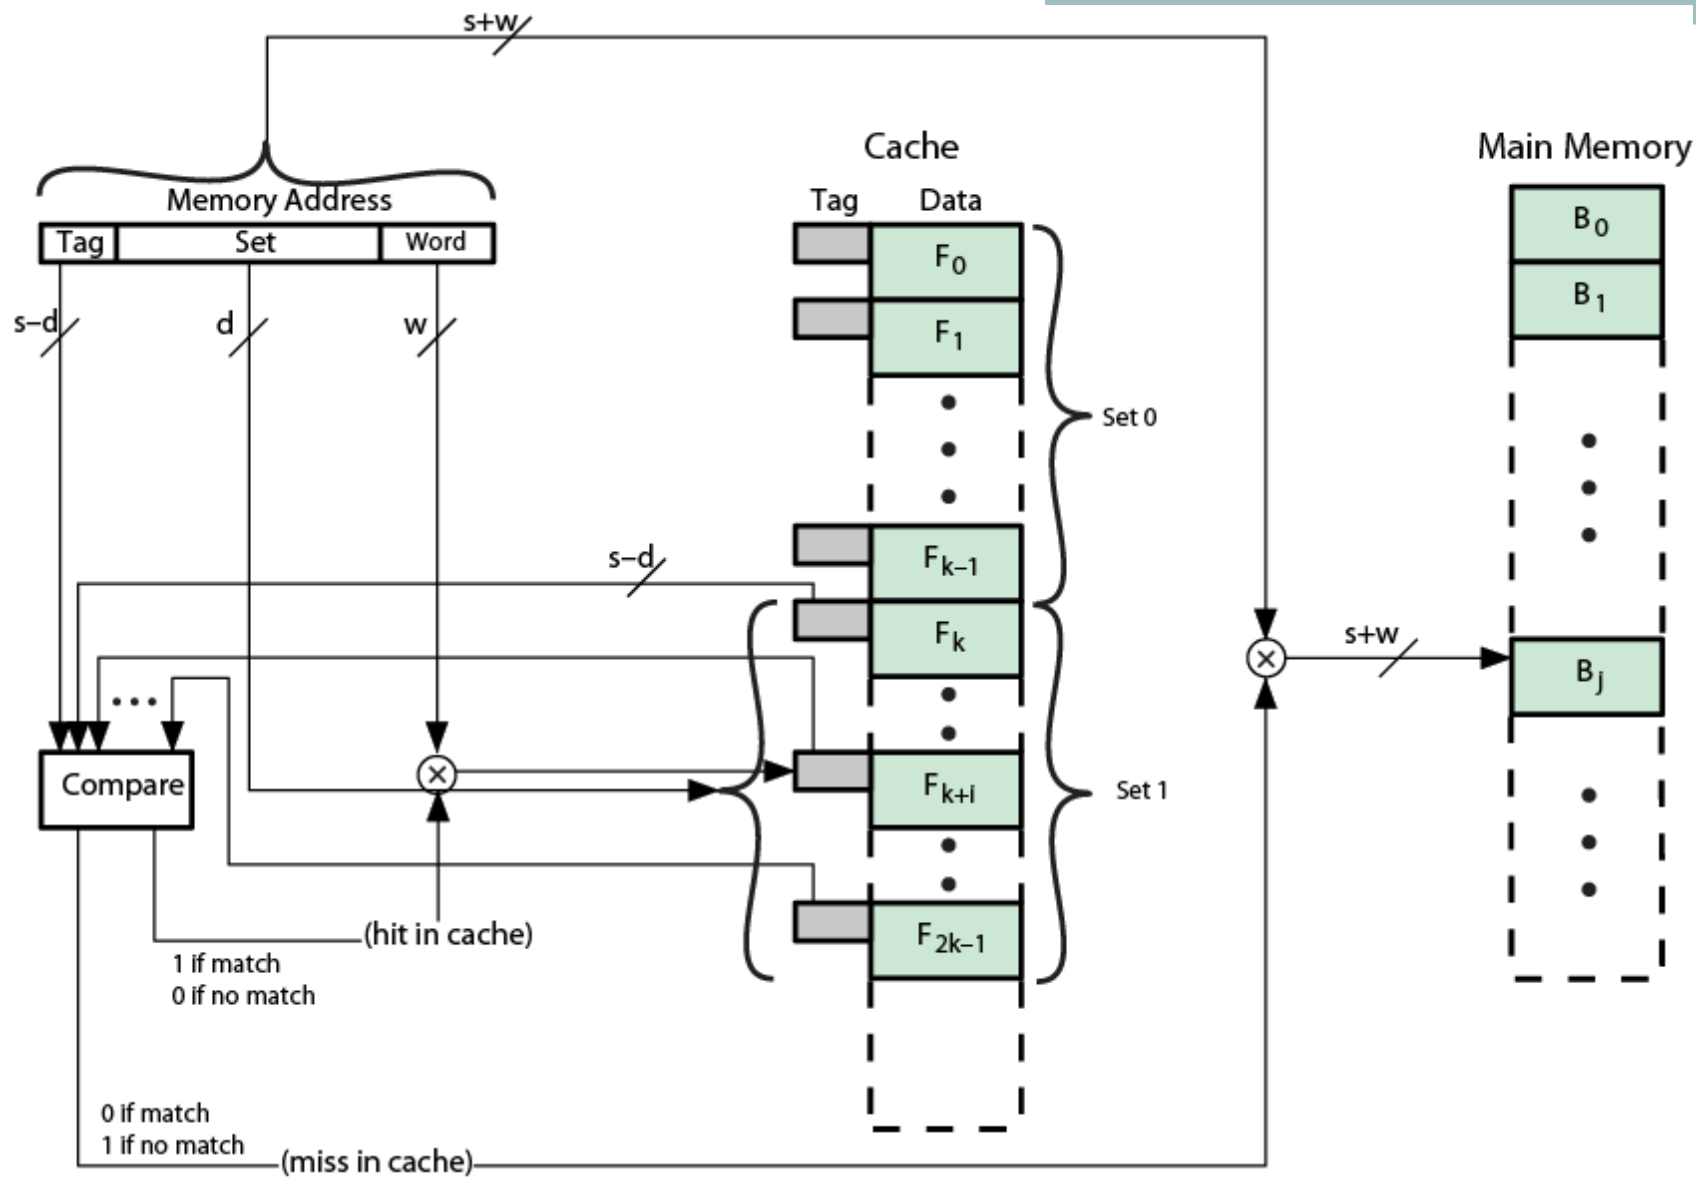 s+w
Cache
Main Memory
Memory Address
Tag Set Word
Tag Data
s–d
d
w
F0
F1
B0
B1
Set 0
s–d
Fk–1
Fk
s+w
Bj
Compare
Fk+i
Set 1
F2k–1
(hit in cache)
1 if match
0 if no match
0 if match
1 if no match
(miss in cache)